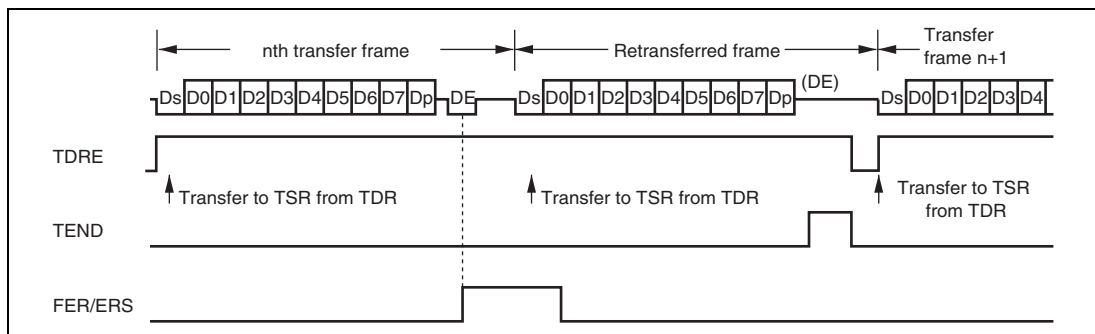 nth transfer frame
Retransferred frame
Transfer
frame n+1
Ds D0 D1 D2 D3 D4 D5 D6 D7 Dp DE
Ds D0 D1 D2 D3 D4 D5 D6 D7 Dp
(DE)
Ds D0 D1 D2 D3 D4
TDRE
Transfer to TSR from TDR
Transfer to TSR from TDR
Transfer to TSR
from TDR
TEND
FER/ERS